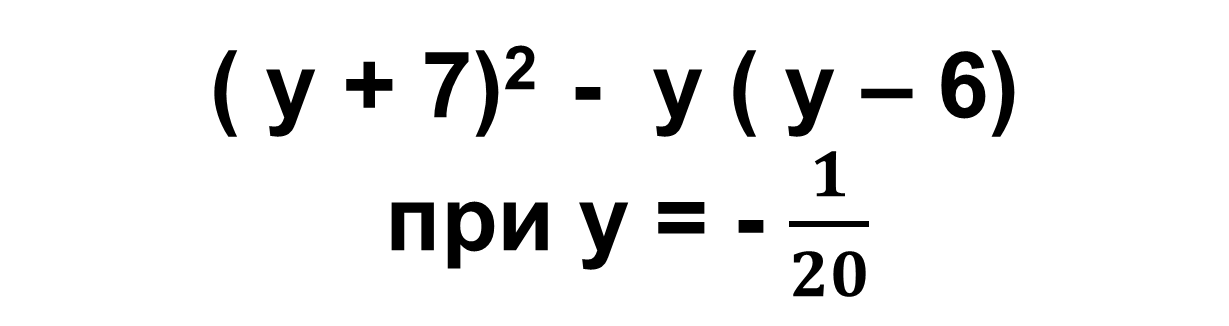 ( у + 7)² - у ( у – 6)
при у = - 1/20